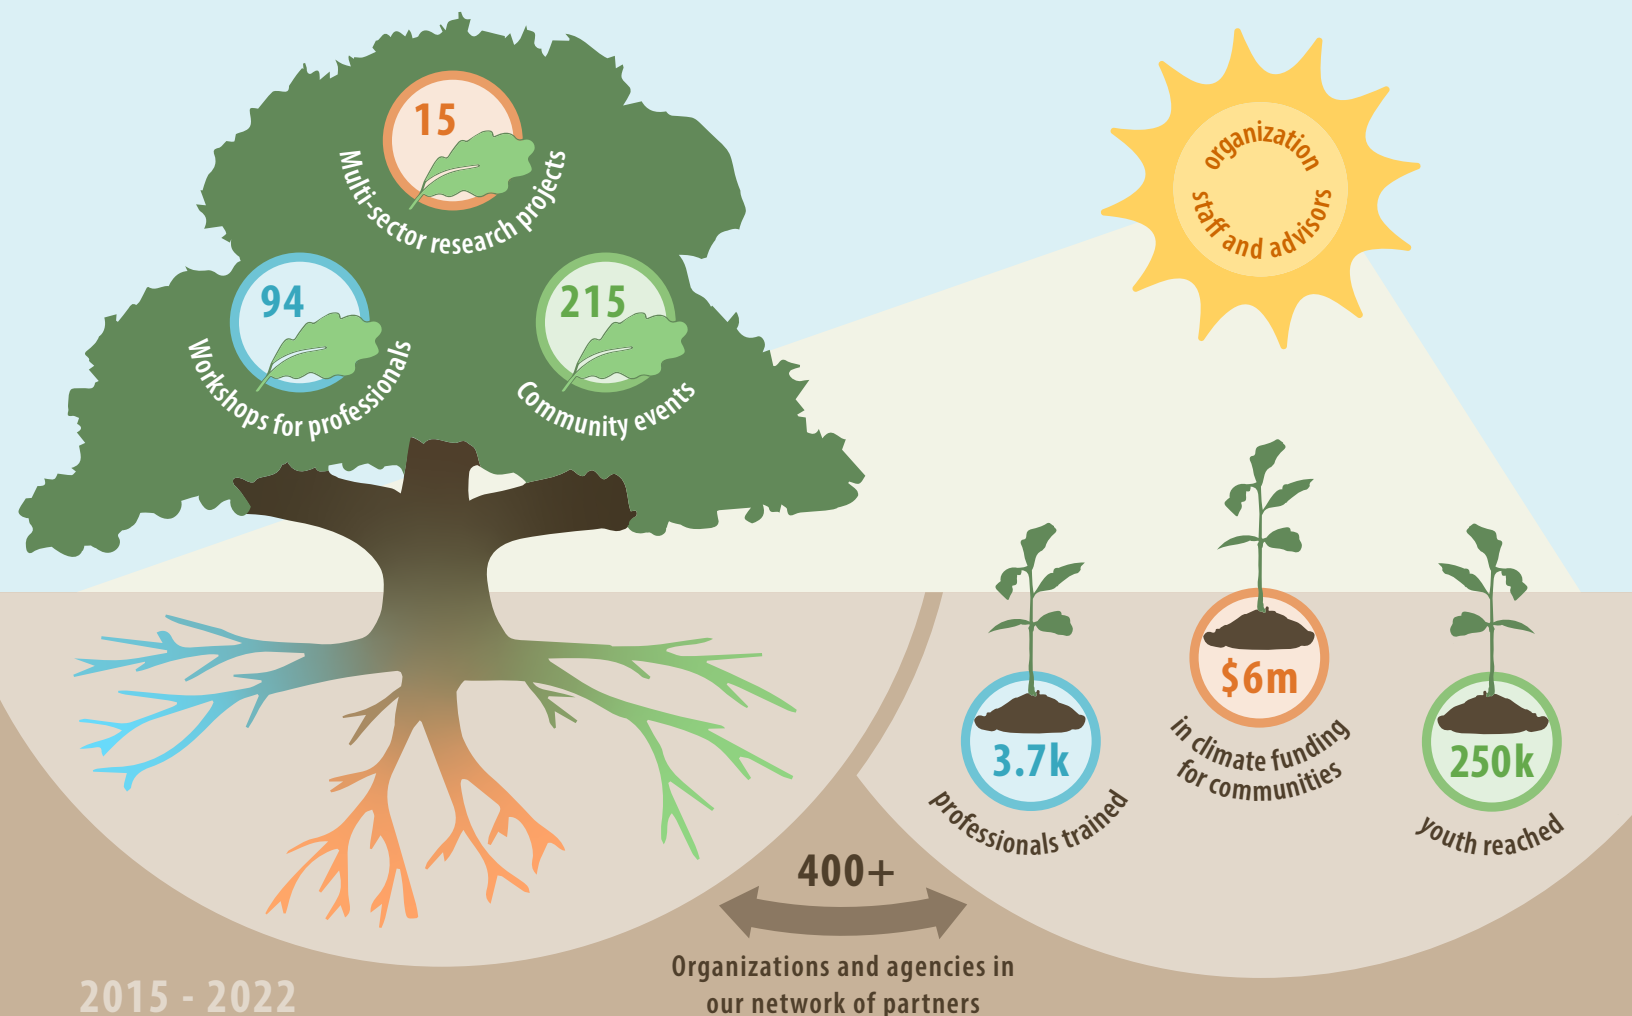 15
Multi-sector research projects
94
Workshops for professionals
215
Community events
organization
staff and advisors
3.7k
professionals trained
$6m
in climate funding
for communities
250k
youth reached
400+
Organizations and agencies in
our network of partners
2015 - 2022